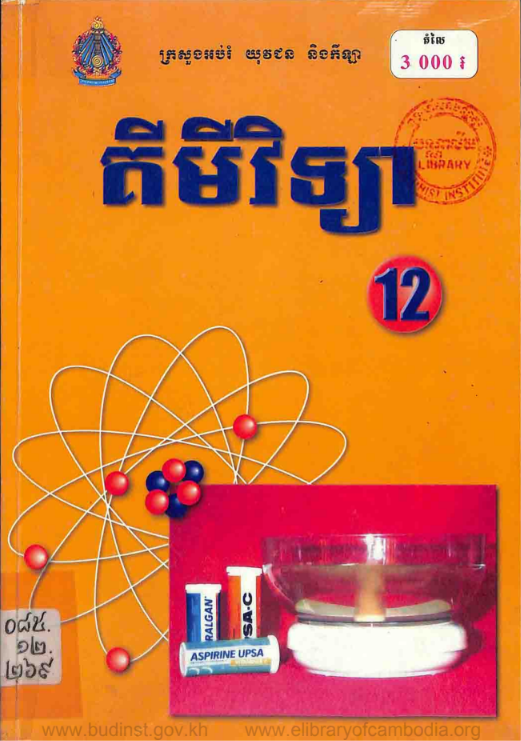 ក្រសួងអប់រំ យុវជន និងកីឡា
តំលៃ
3 000 ៛
គីមីវិទ្យា
LIBRARY
12
RALGAN
SA-C
ASPIRINE UPSA
០៨ប.
១២.
២៦៩
www.budinst.gov.kh www.elibraryofcambodia.org